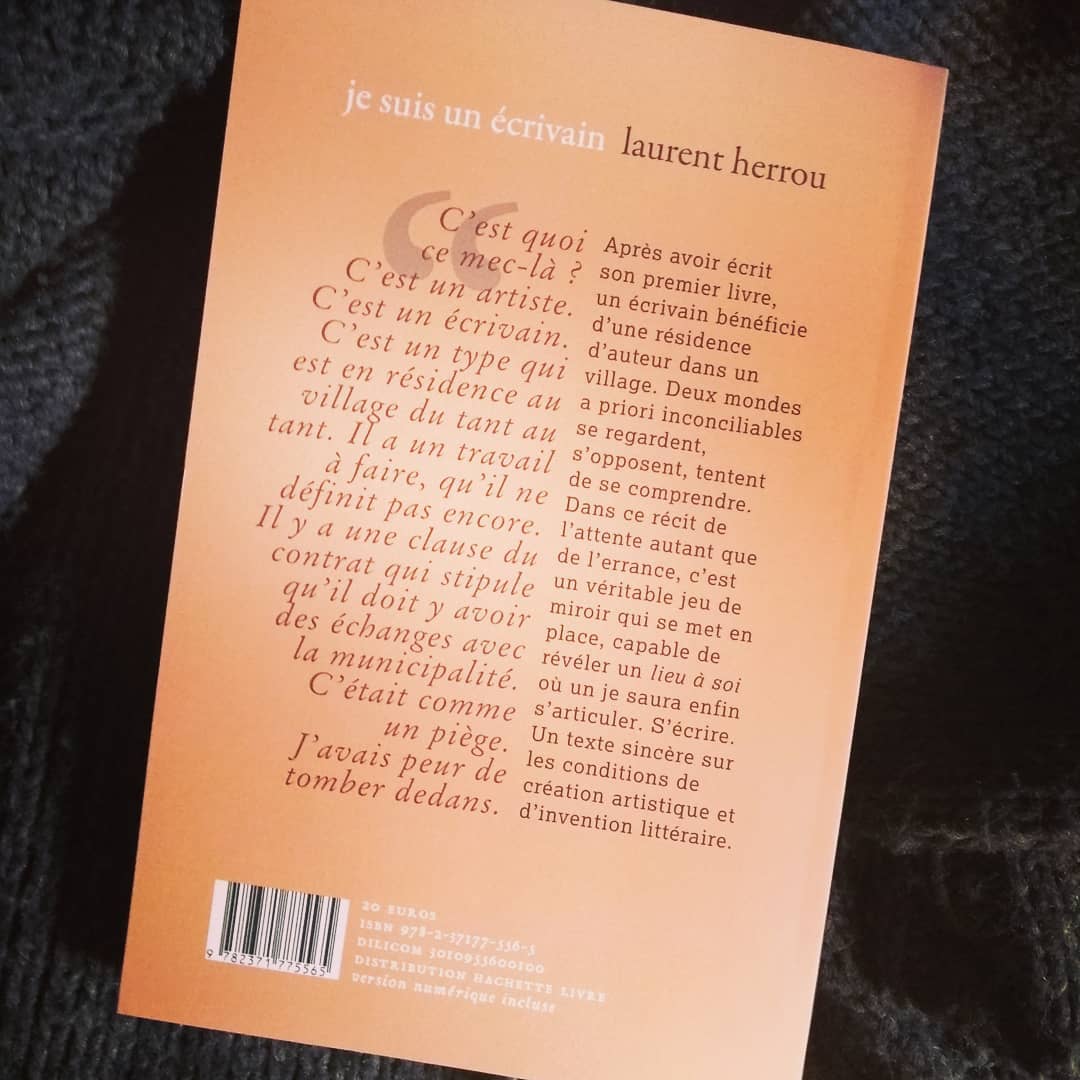 je suis un écrivain laurent herrou
“
C’est quoi
ce mec-là ?
C’est un artiste.
C’est un écrivain.
C’est un type qui
est en résidence au
village du tant au
tant. Il a un travail
à faire, qu’il ne
définit pas encore.
Il y a une clause du
contrat qui stipule
qu’il doit y avoir
des échanges avec
la municipalité.
C’était comme
un piège.
J’avais peur de
tomber dedans.
Après avoir écrit
son premier livre,
un écrivain bénéficie
d’une résidence
d’auteur dans un
village. Deux mondes
a priori inconciliables
se regardent,
s’opposent, tentent
de se comprendre.
Dans ce récit de
l’attente autant que
de l’errance, c’est
un véritable jeu de
miroir qui se met en
place, capable de
révéler un lieu à soi
où un je saura enfin
s’articuler. S’écrire.
Un texte sincère sur
les conditions de
création artistique et
d’invention littéraire.
9 782371 775565
20 EUROS
ISBN 978-2-37177-556-5
DILICOM 3010955600100
DISTRIBUTION HACHETTE LIVRE
version numérique incluse